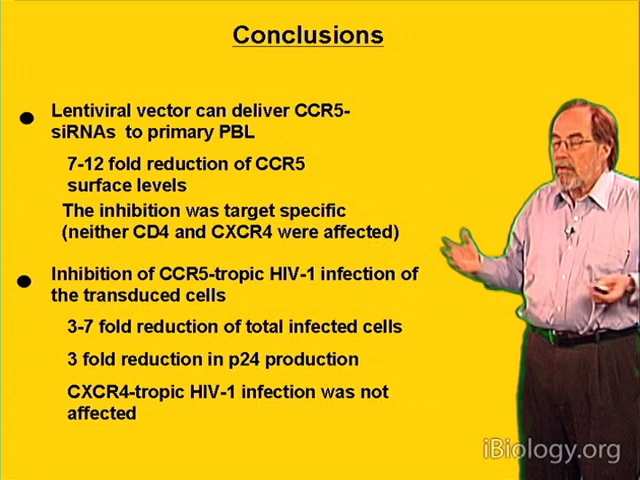 Conclusions
Lentiviral vector can deliver CCR5-
siRNAs to primary PBL
7-12 fold reduction of CCR5
surface levels
The inhibition was target specific
(neither CD4 and CXCR4 were affected)
Inhibition of CCR5-tropic HIV-1 infection of
the transduced cells
3-7 fold reduction of total infected cells
3 fold reduction in p24 production
CXCR4-tropic HIV-1 infection was not
affected
iBiology.org